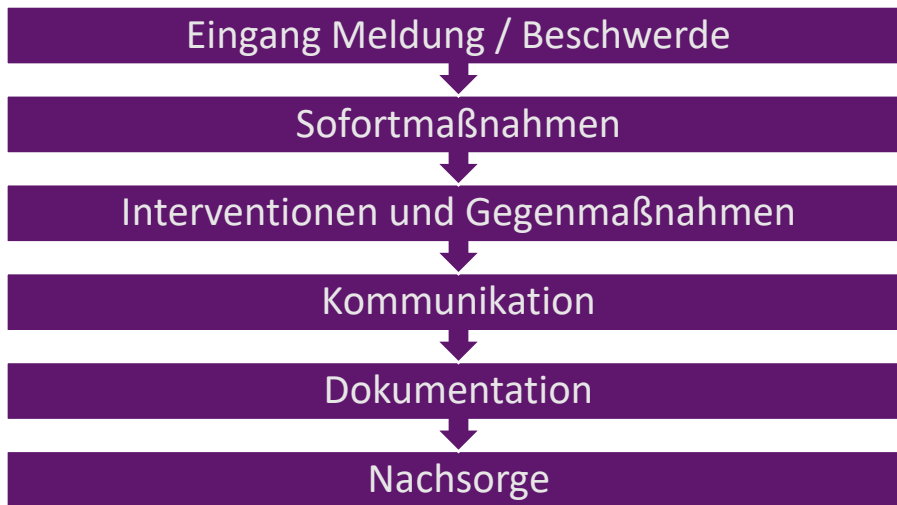 Eingang Meldung / Beschwerde
Sofortmaßnahmen
Interventionen und Gegenmaßnahmen
Kommunikation
Dokumentation
Nachsorge